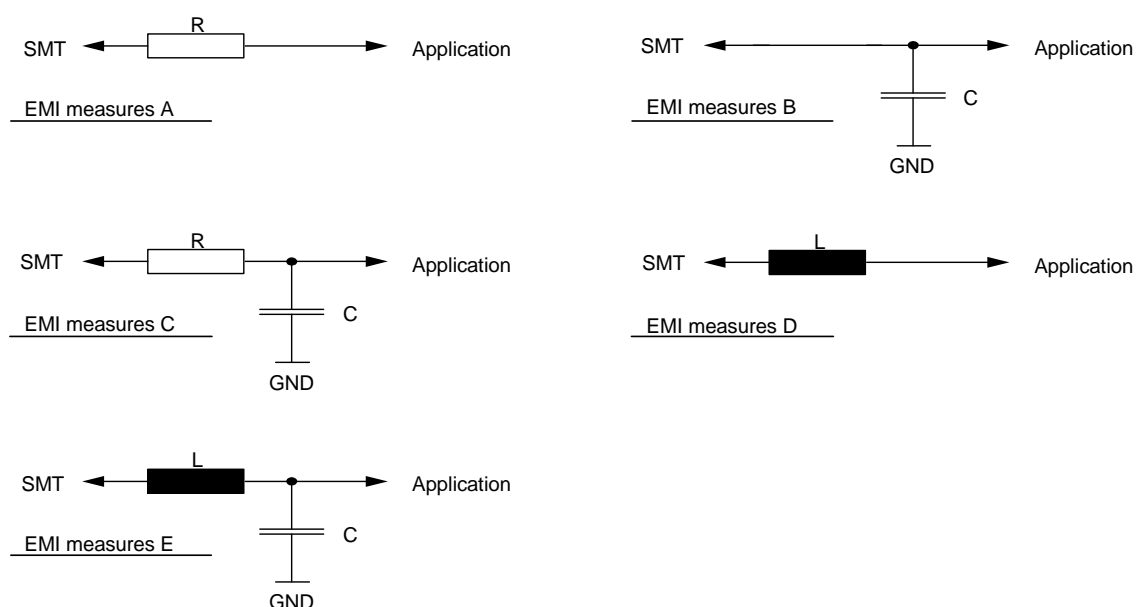 R
SMT Application
EMI measures A
SMT Application
C
EMI measures B
GND
R
SMT Application
C
EMI measures C
GND
L
SMT Application
EMI measures D
L
SMT Application
C
EMI measures E
GND